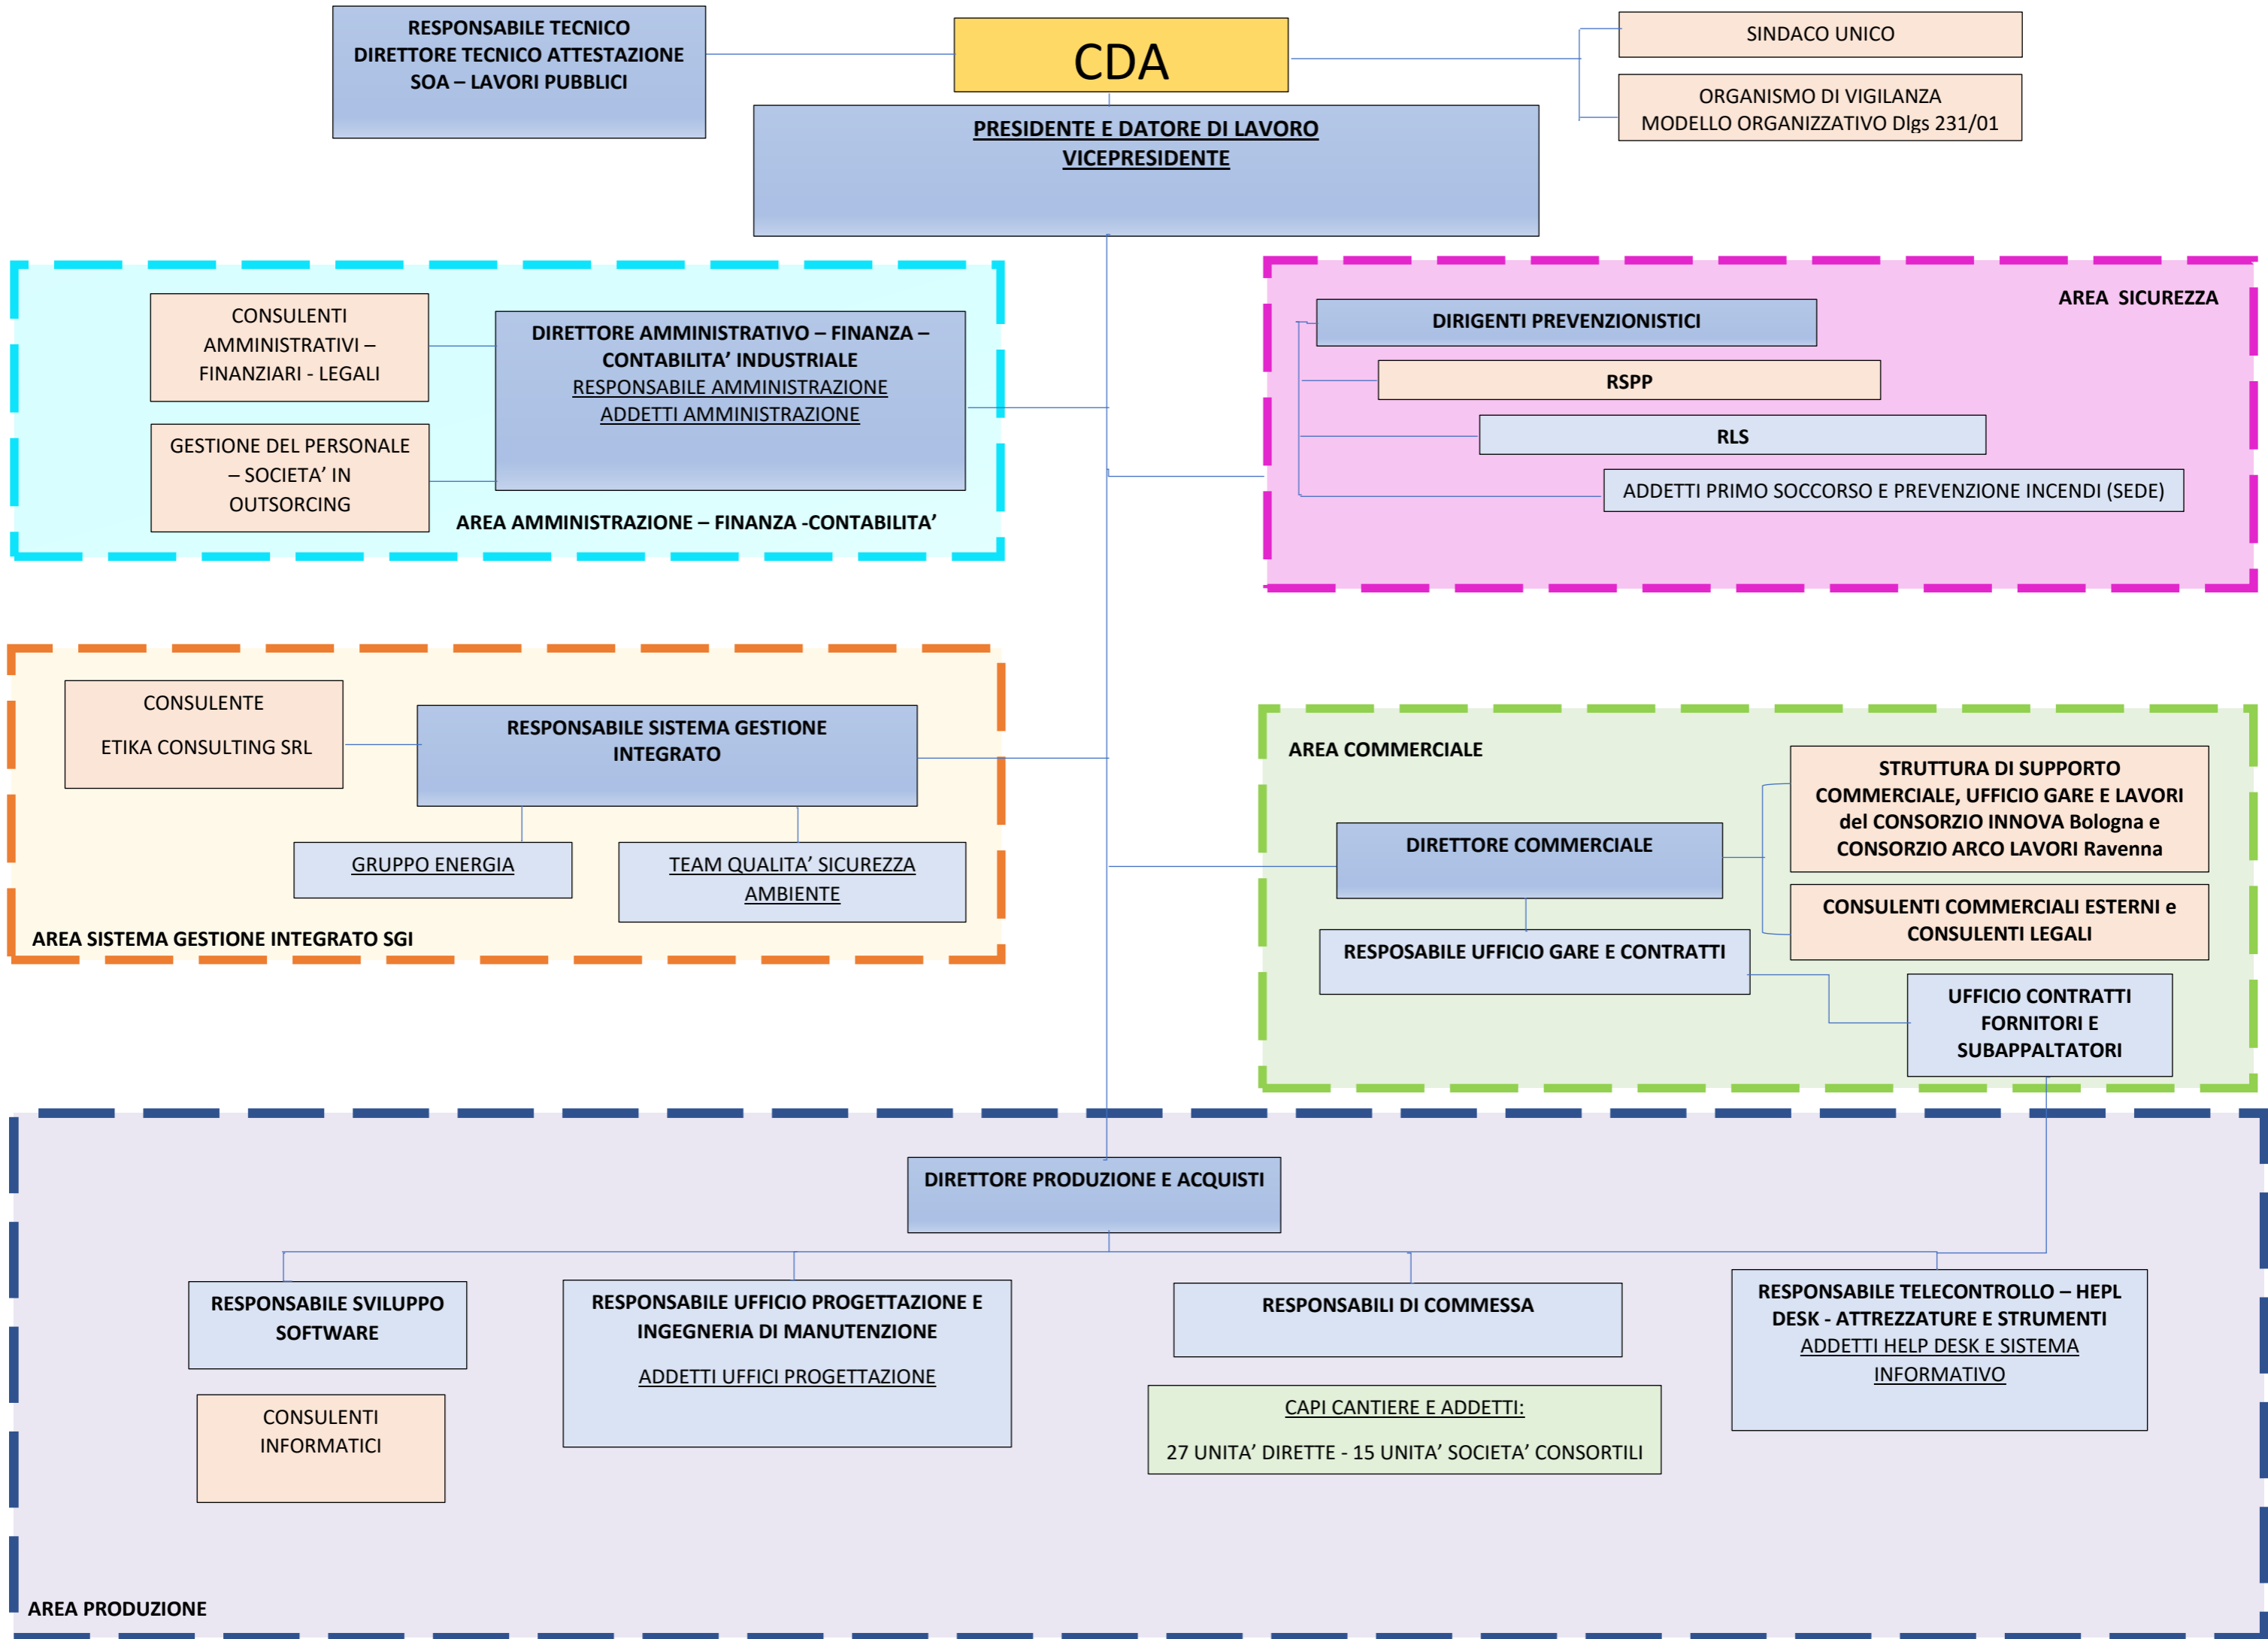 RESPONSABILE TECNICO
DIRETTORE TECNICO ATTESTAZIONE
SOA – LAVORI PUBBLICI
CDA
SINDACO UNICO
ORGANISMO DI VIGILANZA
MODELLO ORGANIZZATIVO Dlgs 231/01
PRESIDENTE E DATORE DI LAVORO
VICEPRESIDENTE
CONSULENTI
AMMINISTRATIVI –
FINANZIARI - LEGALI
DIRETTORE AMMINISTRATIVO – FINANZA –
CONTABILITA’ INDUSTRIALE
RESPONSABILE AMMINISTRAZIONE
ADDETTI AMMINISTRAZIONE
GESTIONE DEL PERSONALE
– SOCIETA’ IN
OUTSORCING
AREA AMMINISTRAZIONE – FINANZA -CONTABILITA’
AREA  SICUREZZA
DIRIGENTI PREVENZIONISTICI
RSPP
RLS
ADDETTI PRIMO SOCCORSO E PREVENZIONE INCENDI (SEDE)
CONSULENTE
ETIKA CONSULTING SRL
RESPONSABILE SISTEMA GESTIONE
INTEGRATO
GRUPPO ENERGIA
TEAM QUALITA’ SICUREZZA
AMBIENTE
AREA SISTEMA GESTIONE INTEGRATO SGI
AREA COMMERCIALE
STRUTTURA DI SUPPORTO
COMMERCIALE, UFFICIO GARE E LAVORI
del CONSORZIO INNOVA Bologna e
CONSORZIO ARCO LAVORI Ravenna
DIRETTORE COMMERCIALE
CONSULENTI COMMERCIALI ESTERNI e
CONSULENTI LEGALI
RESPOSABILE UFFICIO GARE E CONTRATTI
UFFICIO CONTRATTI
FORNITORI E
SUBAPPALTATORI
DIRETTORE PRODUZIONE E ACQUISTI
RESPONSABILE SVILUPPO
SOFTWARE
CONSULENTI
INFORMATICI
RESPONSABILE UFFICIO PROGETTAZIONE E
INGEGNERIA DI MANUTENZIONE
ADDETTI UFFICI PROGETTAZIONE
RESPONSABILI DI COMMESSA
CAPI CANTIERE E ADDETTI:
27 UNITA’ DIRETTE - 15 UNITA’ SOCIETA’ CONSORTILI
RESPONSABILE TELECONTROLLO – HEPL
DESK - ATTREZZATURE E STRUMENTI
ADDETTI HELP DESK E SISTEMA
INFORMATIVO
AREA PRODUZIONE